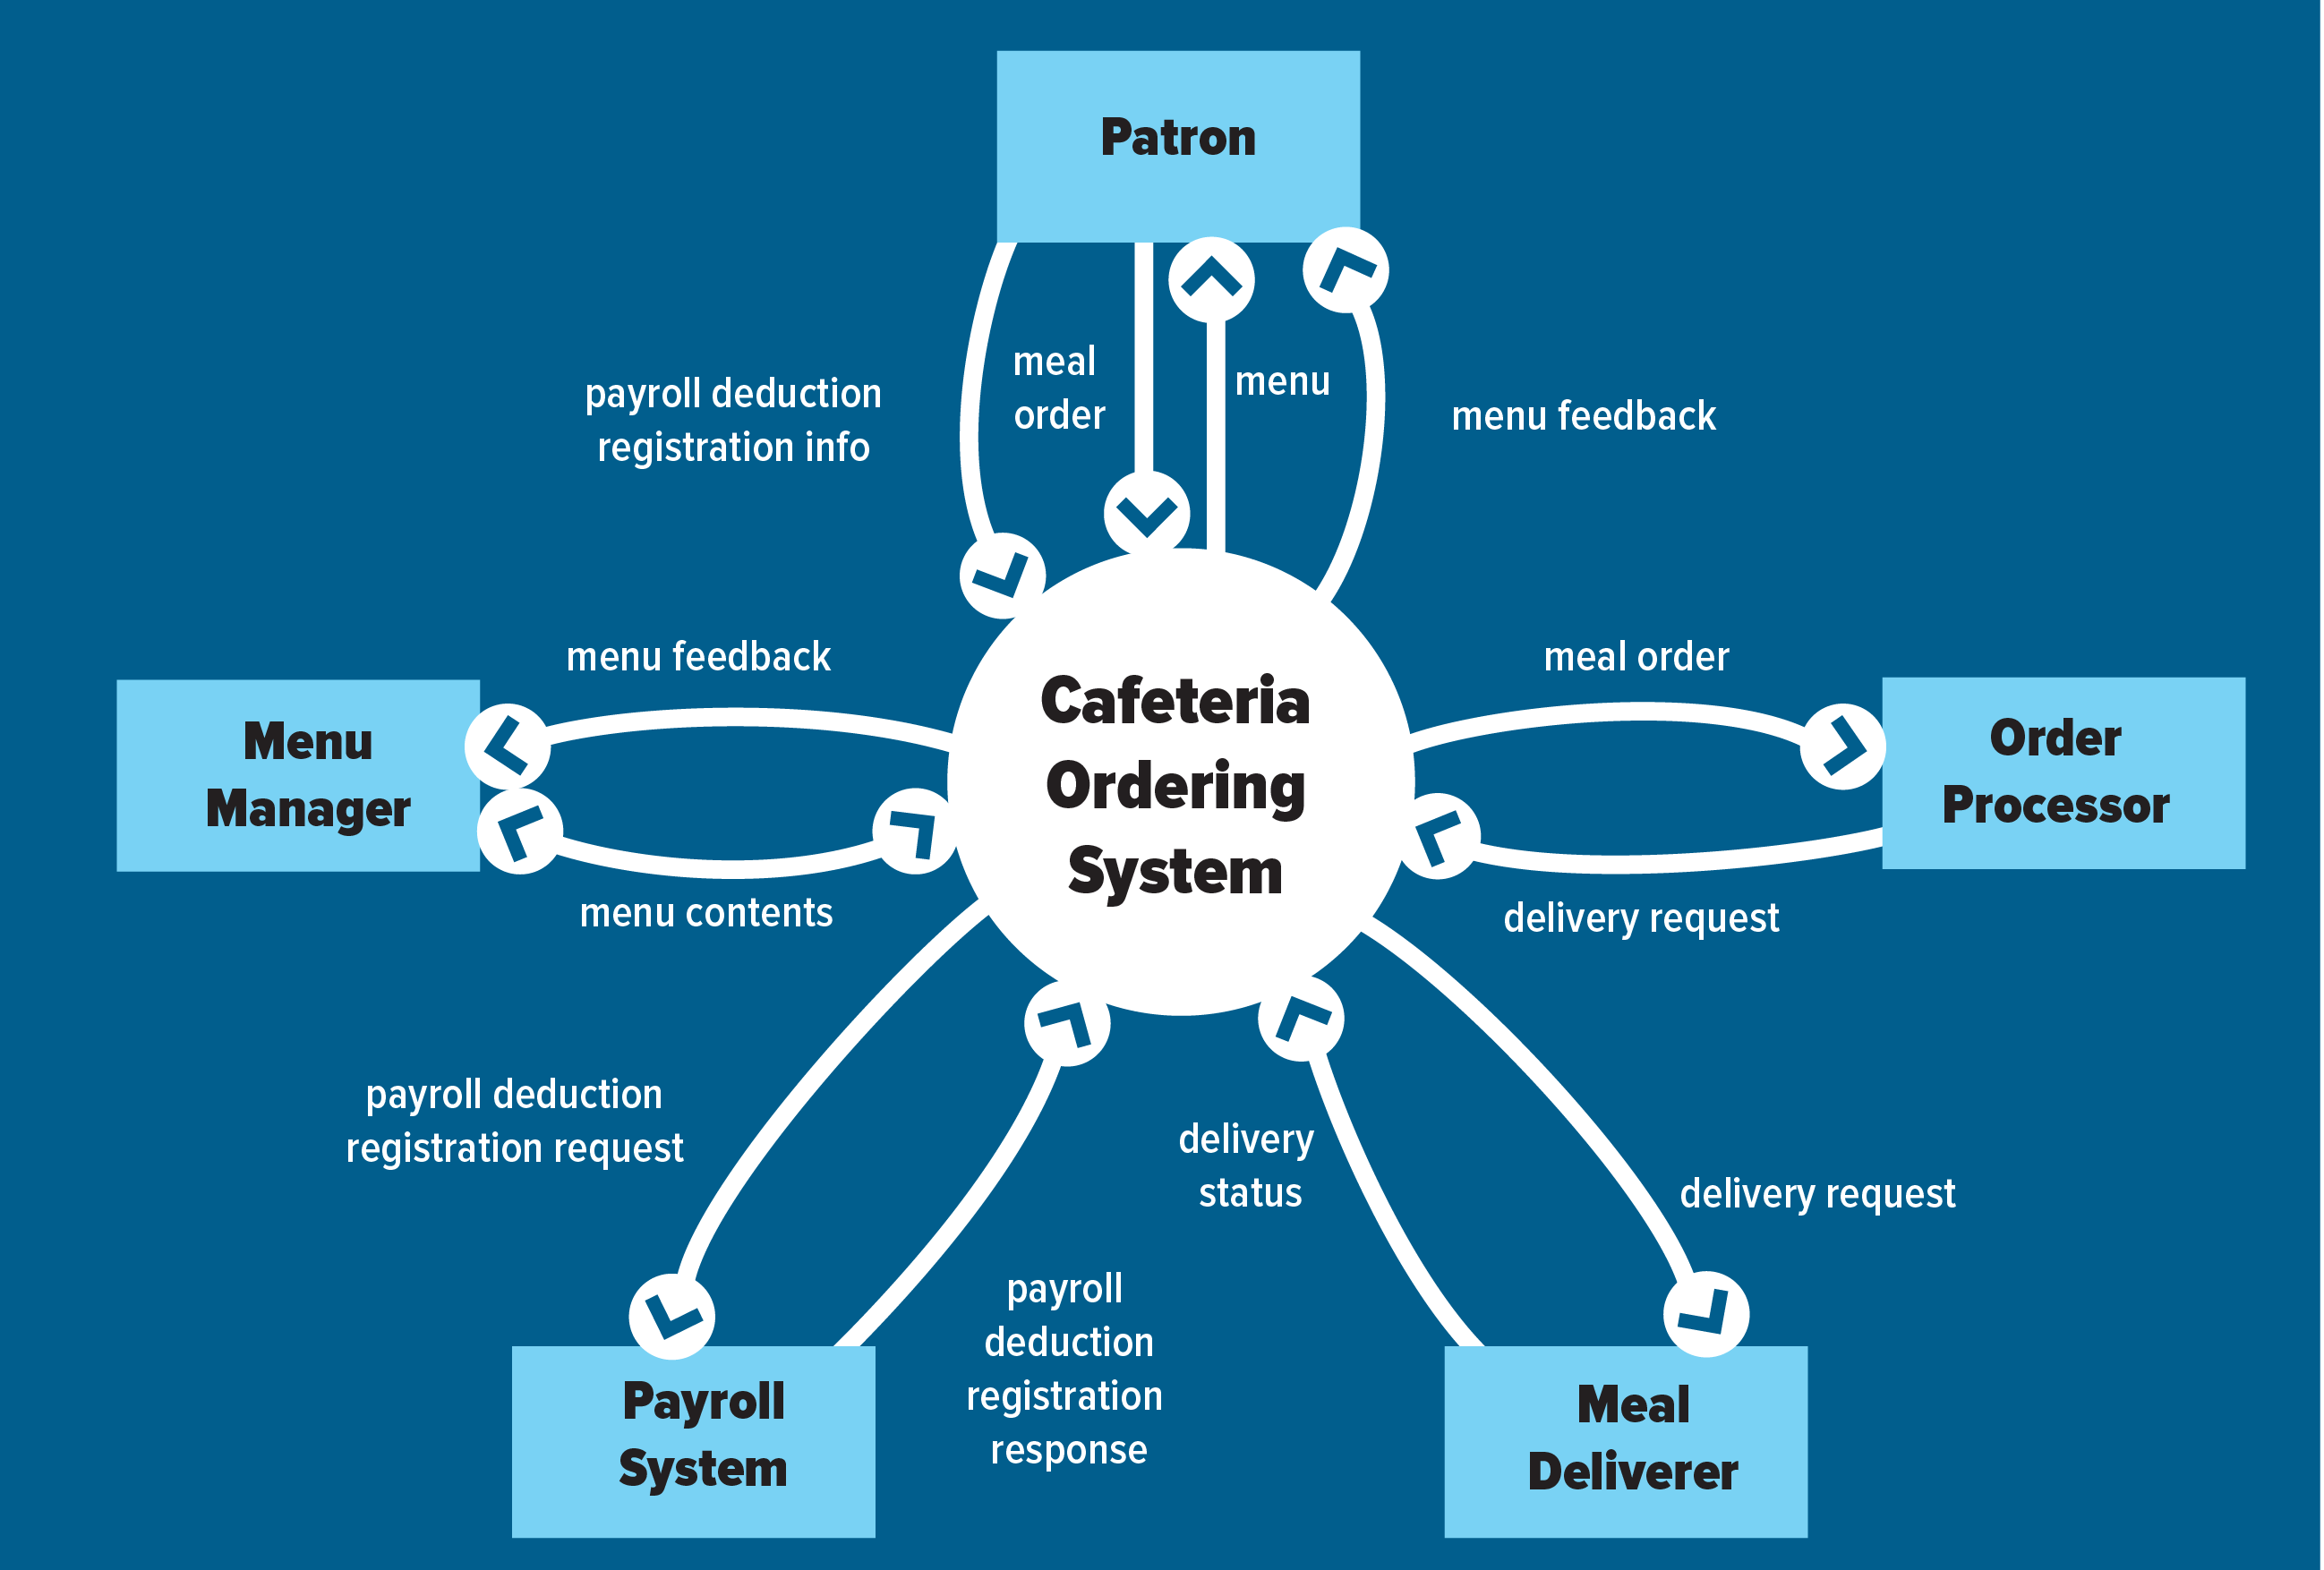 Patron
payroll deduction
registration info
meal
order
menu
menu feedback
menu feedback
meal order
Menu
Manager
Cafeteria
Ordering
System
Order
Processor
menu contents
delivery request
payroll deduction
registration request
delivery
status
delivery request
payroll
deduction
registration
response
Payroll
System
Meal
Deliverer